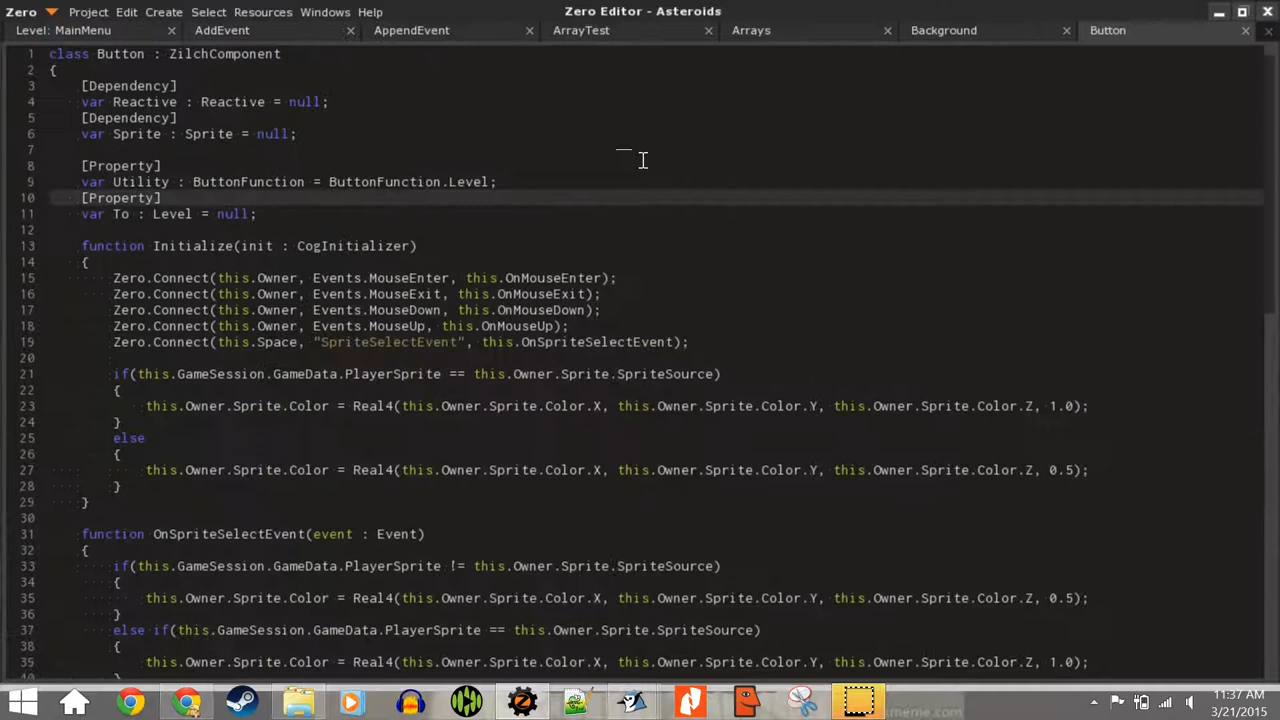 Zero Project Edit Create Select Resources Windows Help Zero Editor - Asteroids
Level: MainMenu AddEvent AppendEvent ArrayTest Arrays Background Button
1 class Button : ZilchComponent
2 {
3 [Dependency]
4 var Reactive : Reactive = null;
5 [Dependency]
6 var Sprite : Sprite = null;
7
8 [Property]
9 var Utility : ButtonFunction = ButtonFunction.Level;
10 [Property]
11 var To : Level = null;
12
13 function Initialize(init : CogInitializer)
14 {
15 Zero.Connect(this.Owner, Events.MouseEnter, this.OnMouseEnter);
16 Zero.Connect(this.Owner, Events.MouseExit, this.OnMouseExit);
17 Zero.Connect(this.Owner, Events.MouseDown, this.OnMouseDown);
18 Zero.Connect(this.Owner, Events.MouseUp, this.OnMouseUp);
19 Zero.Connect(this.Space, "SpriteSelectEvent", this.OnSpriteSelectEvent);
20
21 if(this.GameSession.GameData.PlayerSprite == this.Owner.Sprite.SpriteSource)
22 {
23 this.Owner.Sprite.Color = Real4(this.Owner.Sprite.Color.X, this.Owner.Sprite.Color.Y, this.Owner.Sprite.Color.Z, 1.0);
24 }
25 else
26 {
27 this.Owner.Sprite.Color = Real4(this.Owner.Sprite.Color.X, this.Owner.Sprite.Color.Y, this.Owner.Sprite.Color.Z, 0.5);
28 }
29 }
30
31 function OnSpriteSelectEvent(event : Event)
32 {
33 if(this.GameSession.GameData.PlayerSprite != this.Owner.Sprite.SpriteSource)
34 {
35 this.Owner.Sprite.Color = Real4(this.Owner.Sprite.Color.X, this.Owner.Sprite.Color.Y, this.Owner.Sprite.Color.Z, 0.5);
36 }
37 else if(this.GameSession.GameData.PlayerSprite == this.Owner.Sprite.SpriteSource)
38 {
35 this.Owner.Sprite.Color = Real4(this.Owner.Sprite.Color.X, this.Owner.Sprite.Color.Y, this.Owner.Sprite.Color.Z, 1.0);
11:37 AM
3/21/2015